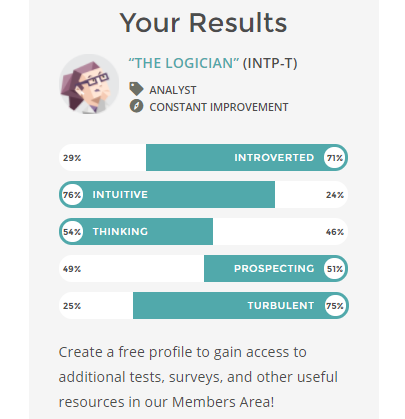 Your Results
“THE LOGICIAN” (INTP-T)
ANALYST
CONSTANT IMPROVEMENT
29% INTROVERTED 71%
76% INTUITIVE 24%
54% THINKING 46%
49% PROSPECTING 51%
25% TURBULENT 75%
Create a free profile to gain access to
additional tests, surveys, and other useful
resources in our Members Area!